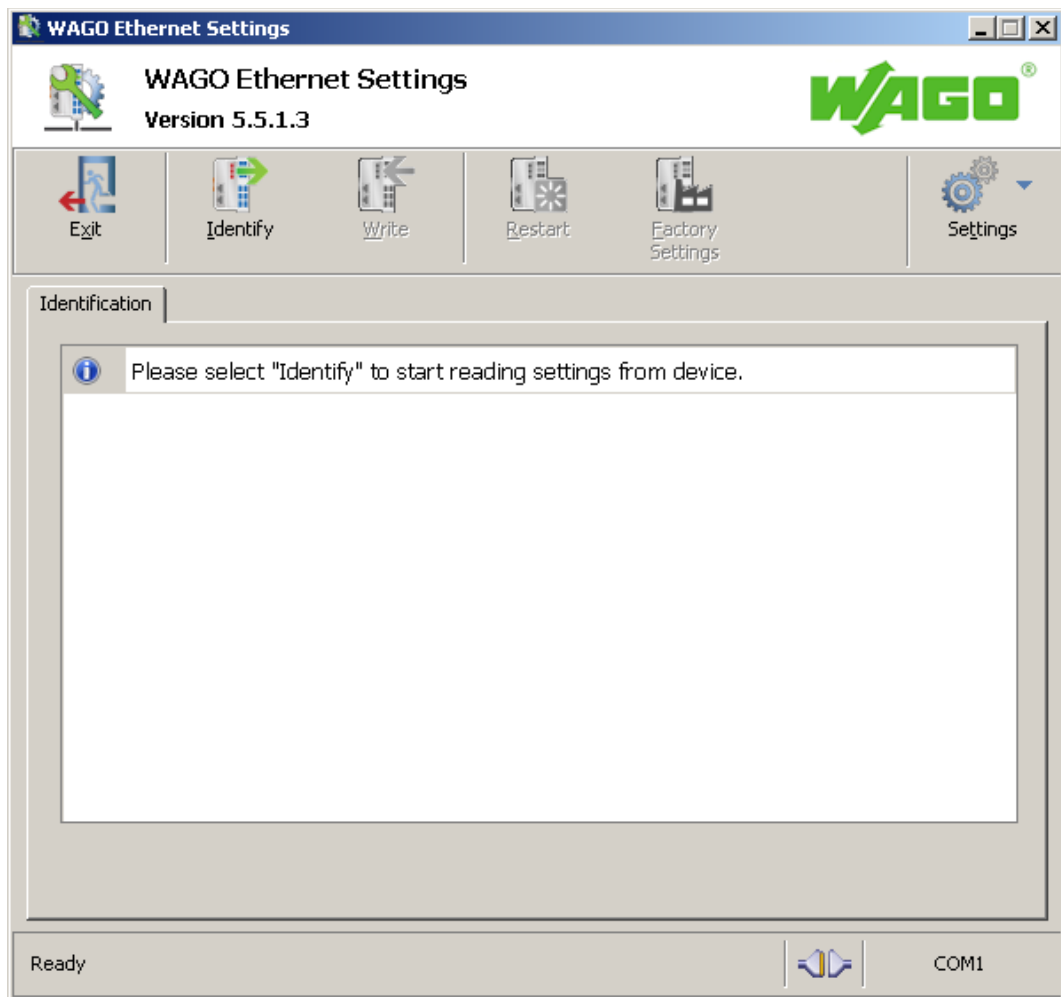 WAGO Ethernet Settings
WAGO Ethernet Settings
Version 5.5.1.3
WAGO®
Exit
Identify
Write
Restart
Factory
Settings
Settings
Identification
Please select "Identify" to start reading settings from device.
Ready
COM1